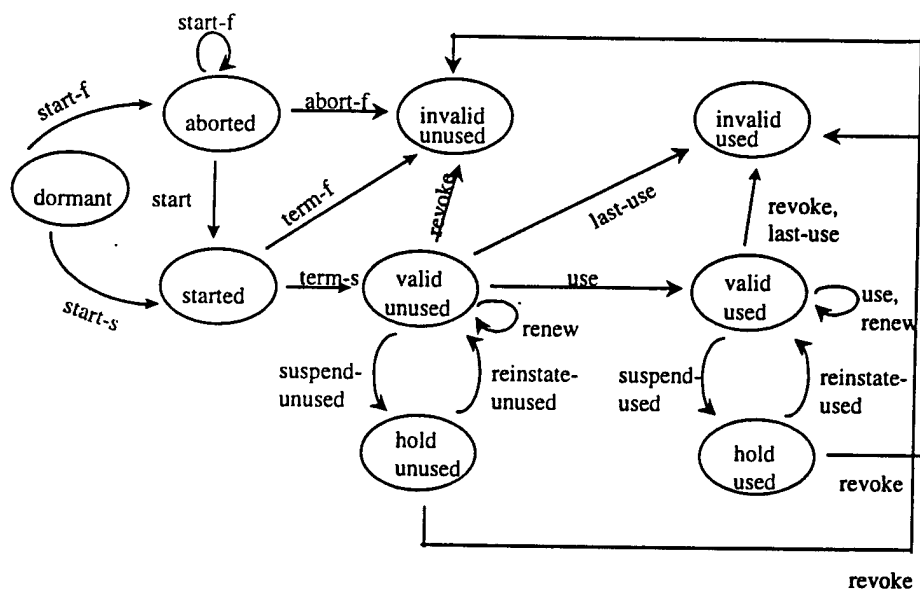 start-f
start-f
aborted
abort-f
invalid
unused
invalid
used
dormant
start
term-f
revoke
last-use
revoke,
last-use
start-s
started
term-s
valid
unused
use
valid
used
use,
renew
renew
suspend-
unused
reinstate-
unused
suspend-
used
reinstate-
used
hold
unused
hold
used
revoke
revoke